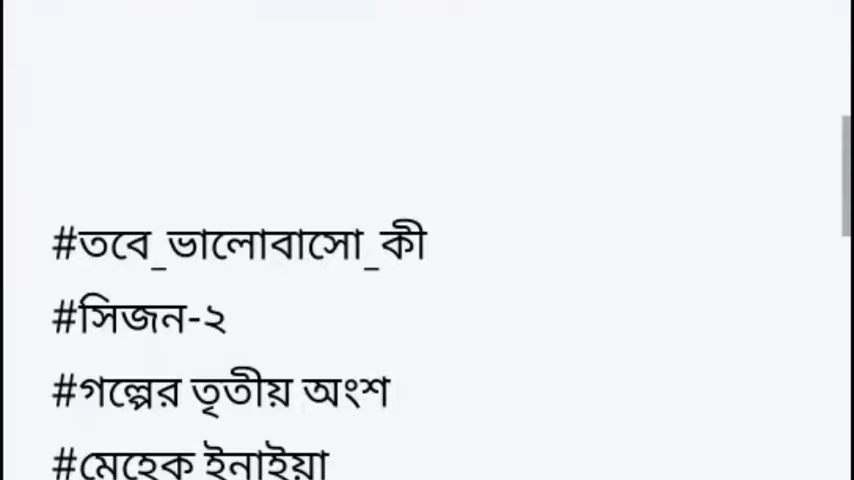 #তবে_ভালোবাসো_কী
#সিজন-২
#গল্পের তৃতীয় অংশ
#মেহেক ইনাইয়া